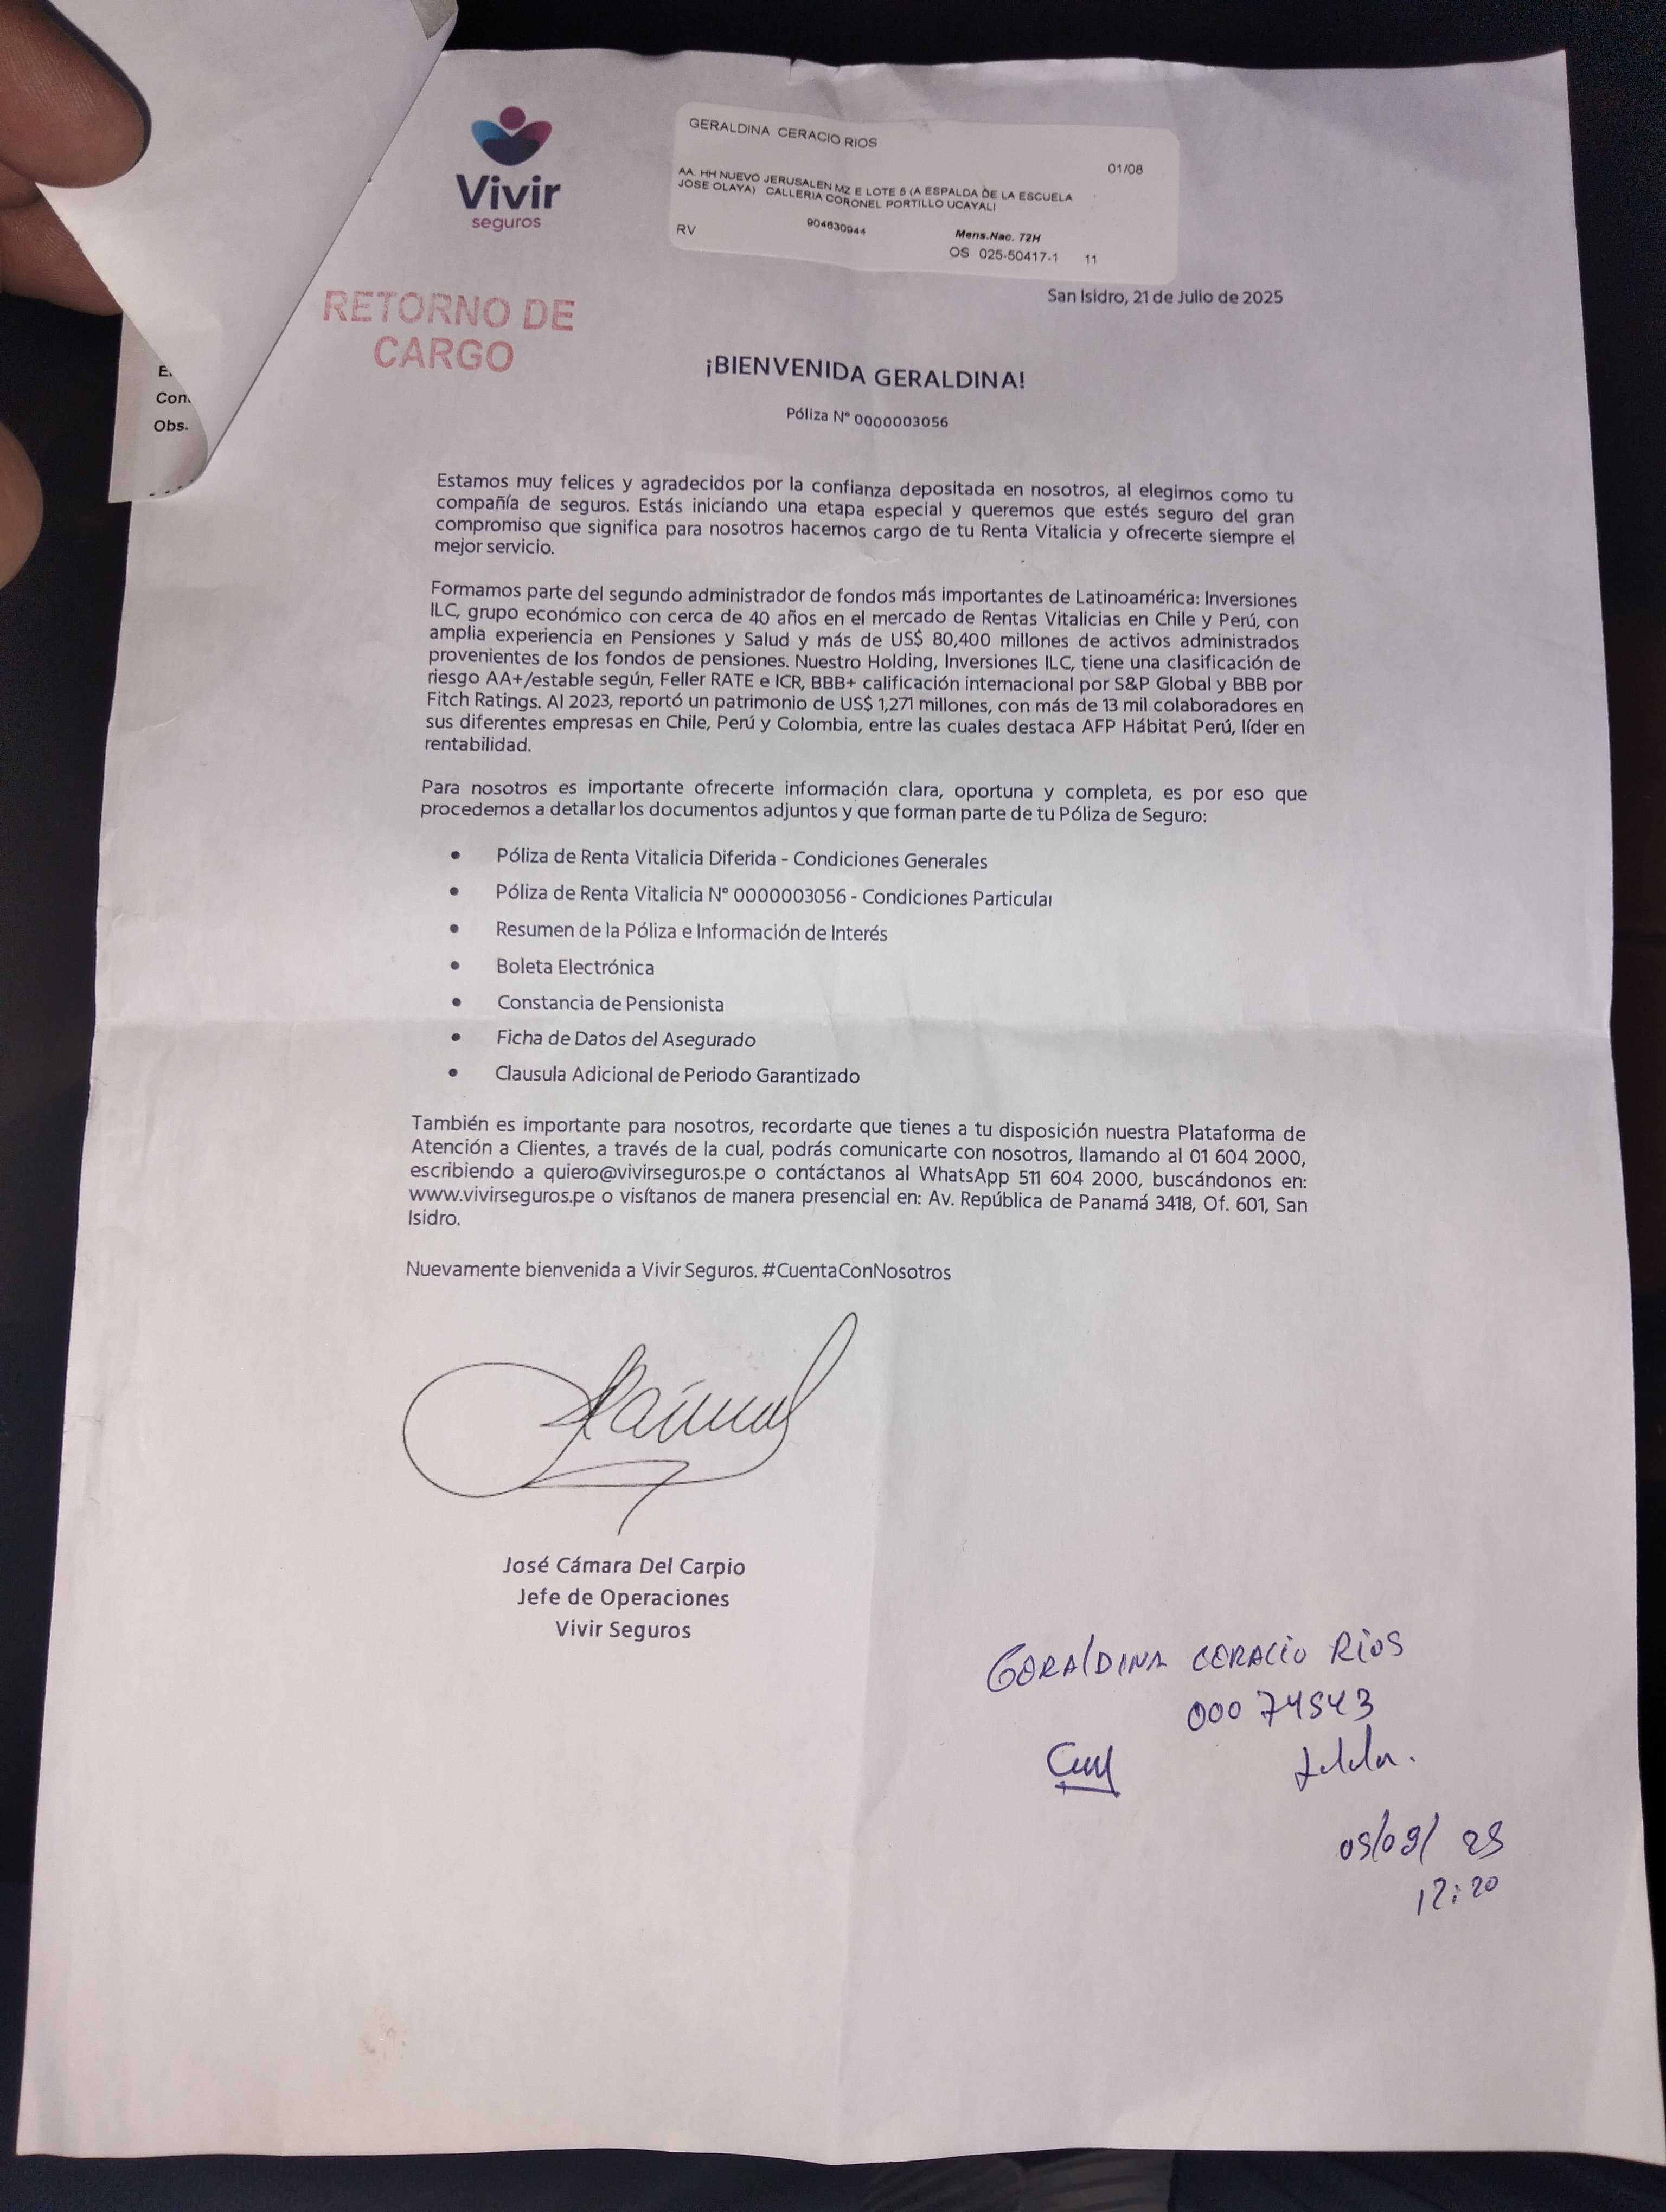 Vivir
seguros
GERALDINA CERACIO RIOS
01/08
AA. HH NUEVO JERUSALEN MZ E LOTE 5 (A ESPALDA DE LA ESCUELA
JOSE OLAYA) CALLERIA CORONEL PORTILLO UCAYALI
RV 904630944 Mens.Nac. 72H
OS 025-50417-1 11
San Isidro, 21 de Julio de 2025
RETORNO DE
CARGO
Con
Obs.
¡BIENVENIDA GERALDINA!
Póliza N° 0000003056
Estamos muy felices y agradecidos por la confianza depositada en nosotros, al elegirnos como tu
compañía de seguros. Estás iniciando una etapa especial y queremos que estés seguro del gran
compromiso que significa para nosotros hacernos cargo de tu Renta Vitalicia y ofrecerte siempre el
mejor servicio.
Formamos parte del segundo administrador de fondos más importantes de Latinoamérica: Inversiones
ILC, grupo económico con cerca de 40 años en el mercado de Rentas Vitalicias en Chile y Perú, con
amplia experiencia en Pensiones y Salud y más de US$ 80,400 millones de activos administrados
provenientes de los fondos de pensiones. Nuestro Holding, Inversiones ILC, tiene una clasificación de
riesgo AA+/estable según, Feller RATE e ICR, BBB+ calificación internacional por S&P Global y BBB por
Fitch Ratings. Al 2023, reportó un patrimonio de US$ 1,271 millones, con más de 13 mil colaboradores en
sus diferentes empresas en Chile, Perú y Colombia, entre las cuales destaca AFP Hábitat Perú, líder en
rentabilidad.
Para nosotros es importante ofrecerte información clara, oportuna y completa, es por eso que
procedemos a detallar los documentos adjuntos y que forman parte de tu Póliza de Seguro:
• Póliza de Renta Vitalicia Diferida - Condiciones Generales
• Póliza de Renta Vitalicia N° 0000003056 - Condiciones Particular
• Resumen de la Póliza e Información de Interés
• Boleta Electrónica
• Constancia de Pensionista
• Ficha de Datos del Asegurado
• Clausula Adicional de Periodo Garantizado
También es importante para nosotros, recordarte que tienes a tu disposición nuestra Plataforma de
Atención a Clientes, a través de la cual, podrás comunicarte con nosotros, llamando al 01 604 2000,
escribiendo a quiero@vivirseguros.pe o contáctanos al WhatsApp 511 604 2000, buscándonos en:
www.vivirseguros.pe o visítanos de manera presencial en: Av. República de Panamá 3418, Of. 601, San
Isidro.
Nuevamente bienvenida a Vivir Seguros. #CuentaConNosotros
José Cámara Del Carpio
Jefe de Operaciones
Vivir Seguros
GERALDINA CERACIO RIOS
000 74543
12:20